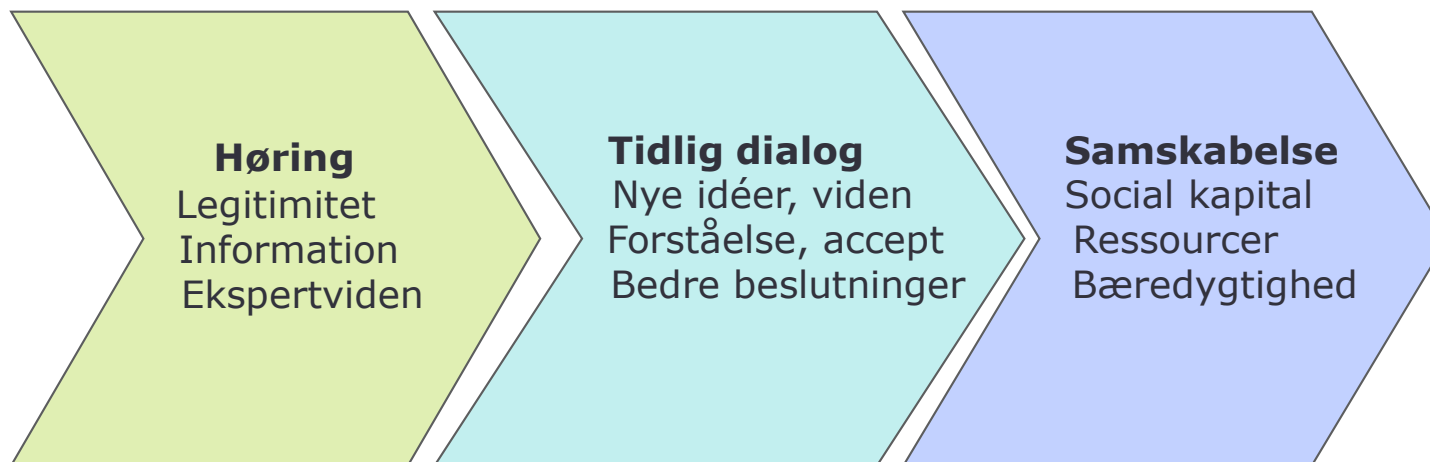 Høring
Legitimitet
Information
Ekspertviden
Tidlig dialog
Nye idéer, viden
Forståelse, accept
Bedre beslutninger
Samskabelse
Social kapital
Ressourcer
Bæredygtighed